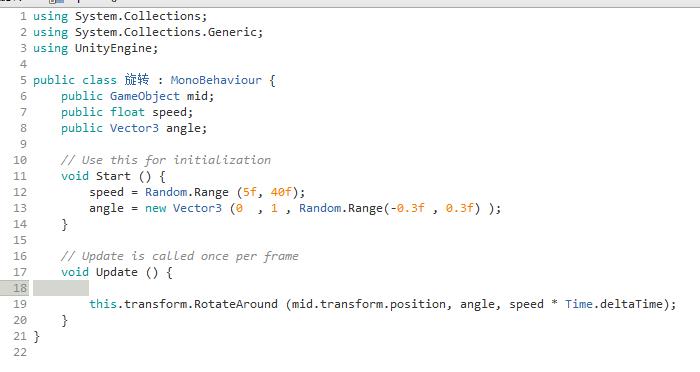 1 using System.Collections;
2 using System.Collections.Generic;
3 using UnityEngine;
4
5 public class 旋转 : MonoBehaviour {
6     public GameObject mid;
7     public float speed;
8     public Vector3 angle;
9
10     // Use this for initialization
11     void Start () {
12         speed = Random.Range (5f, 40f);
13         angle = new Vector3 (0  , 1 , Random.Range(-0.3f , 0.3f) );
14     }
15
16     // Update is called once per frame
17     void Update () {
18
19         this.transform.RotateAround (mid.transform.position, angle, speed * Time.deltaTime);
20     }
21 }
22